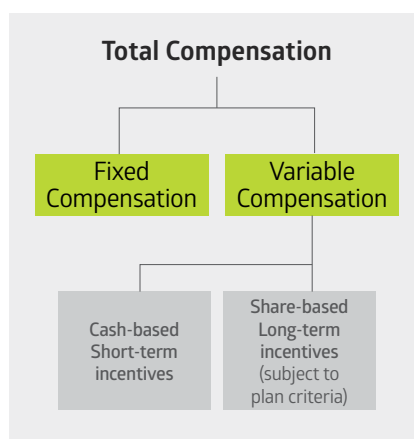 Total Compensation
Fixed
Compensation
Variable
Compensation
Cash-based
Short-term
incentives
Share-based
Long-term
incentives
(subject to
plan criteria)